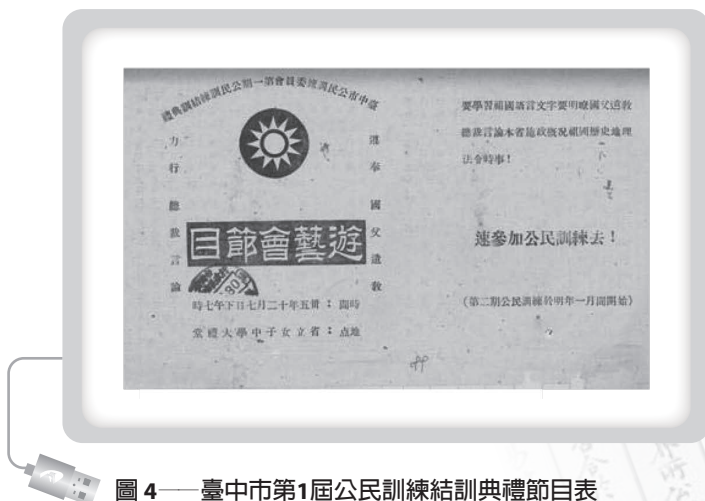 臺中市公民訓練委員會第一期公民訓練結訓典禮
遵奉國父遺教
力行總裁言論
遊藝會節目
時間：卅五年十二月七日下午七時
地点：省立女子中學大禮堂
要學習祖國語言文字要明瞭國父遺教
總裁言論本省施政概況祖國歷史地理
法令時事！
速參加公民訓練去！
（第二期公民訓練於明年一月間開始）
圖 4──臺中市第1屆公民訓練結訓典禮節目表